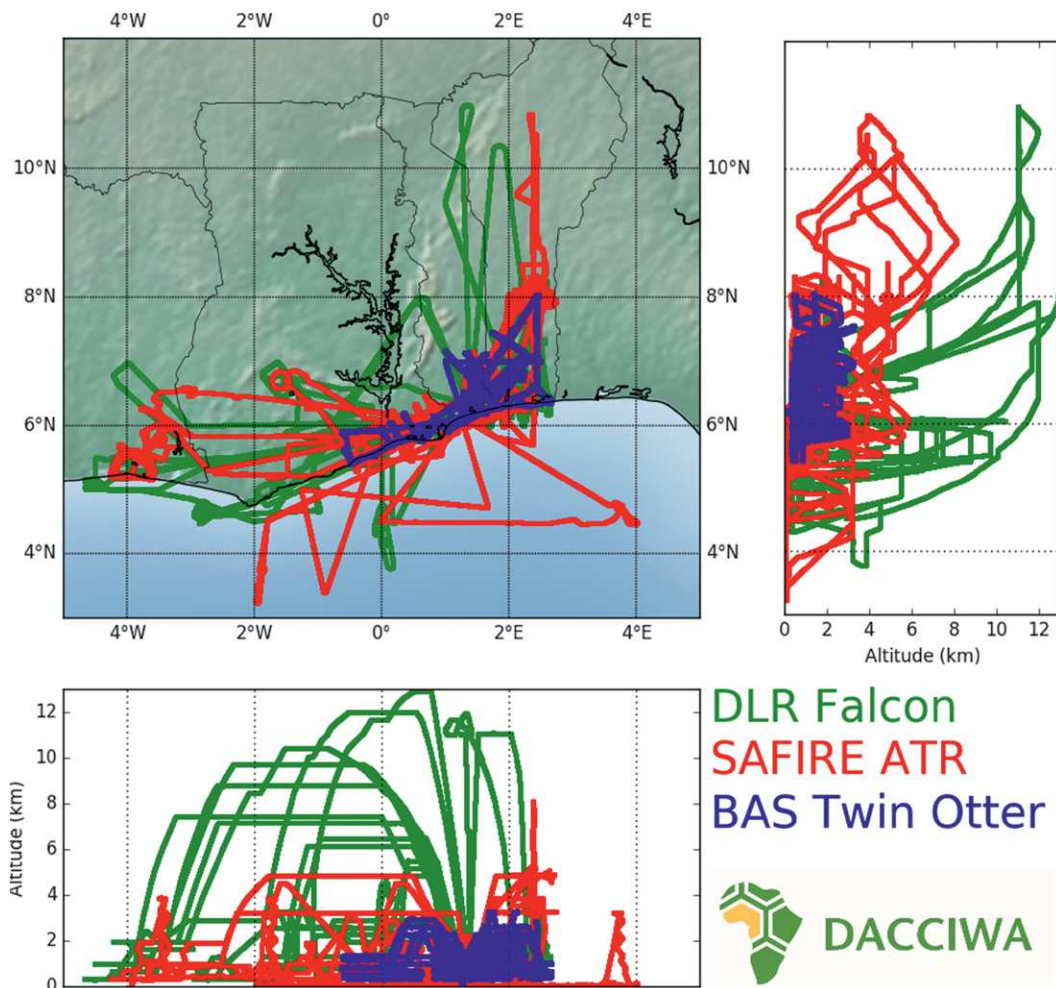 4°W 2°W 0° 2°E 4°E
10°N 10°N
8°N 8°N
6°N 6°N
4°N 4°N
4°W 2°W 0° 2°E 4°E
0 2 4 6 8 10 12
Altitude (km)
12
10
8
6
4
2
0
Altitude (km)
DLR Falcon
SAFIRE ATR
BAS Twin Otter
DACCIWA